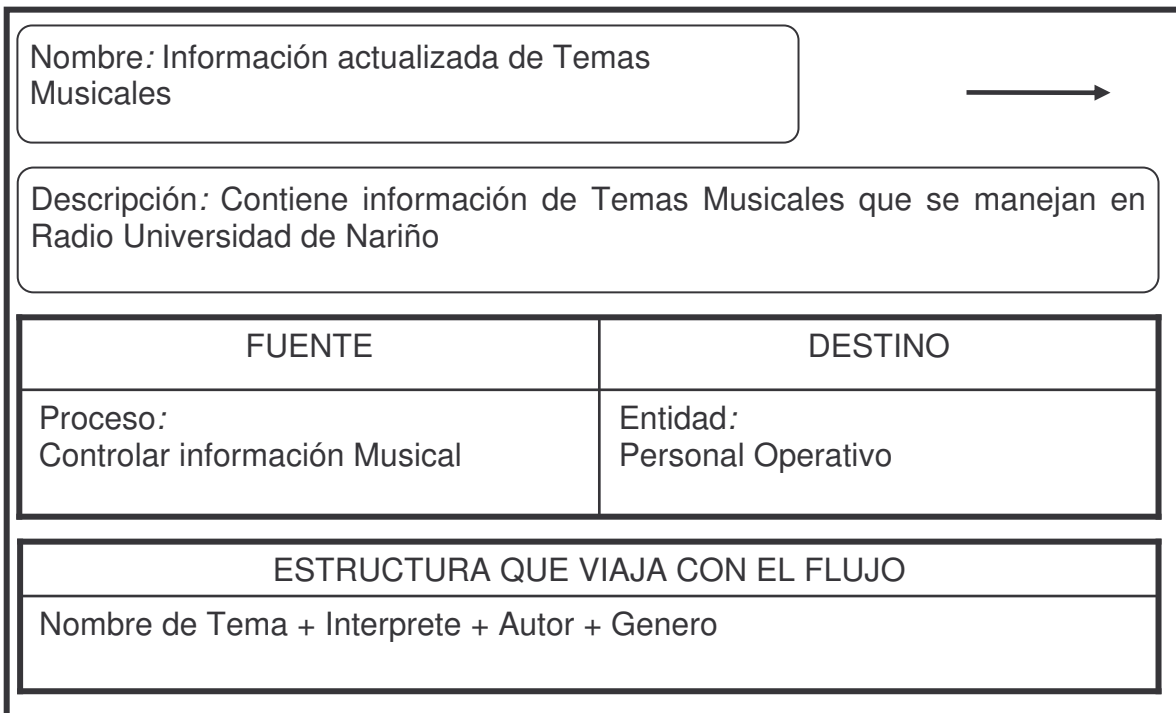 Nombre: Información actualizada de Temas
Musicales
Descripción: Contiene información de Temas Musicales que se manejan en
Radio Universidad de Nariño
FUENTE
DESTINO
Proceso:
Controlar información Musical
Entidad:
Personal Operativo
ESTRUCTURA QUE VIAJA CON EL FLUJO
Nombre de Tema + Interprete + Autor + Genero